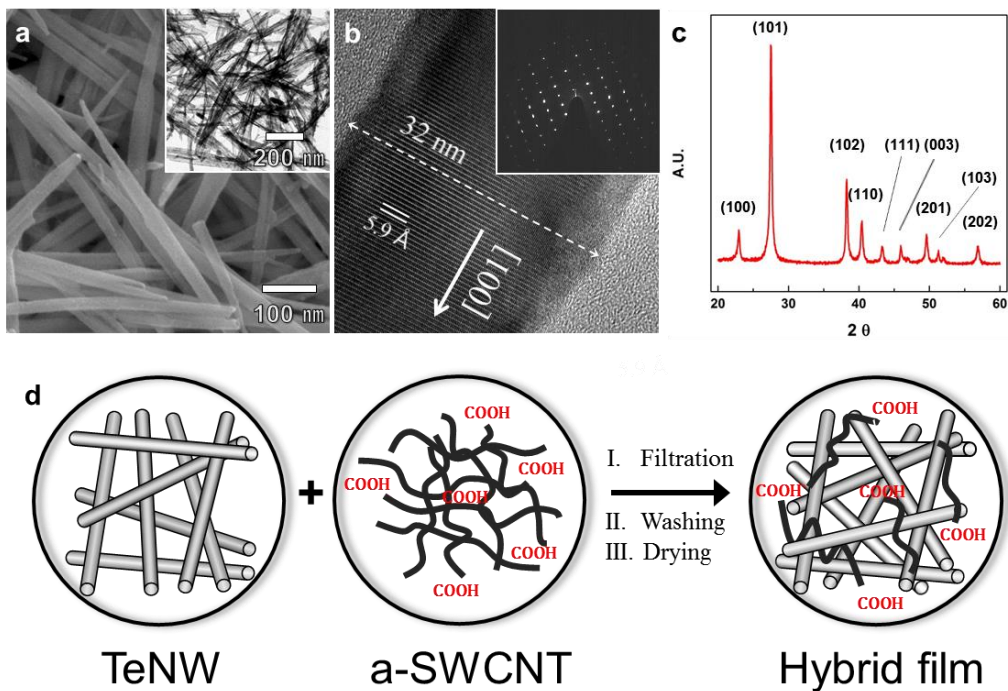 a
200 nm
100 nm
b
32 nm
5.9 Å
[001]
c
(101)
(102)
(111) (003)
(110)
(103)
(100)
(201)
(202)
A.U.
20 30 40 50 60
2 θ
5.9 Å
d
COOH
COOH
COOH
COOH
COOH
COOH
+
I. Filtration
II. Washing
III. Drying
COOH
COOH
COOH
COOH
COOH
TeNW
a-SWCNT
Hybrid film